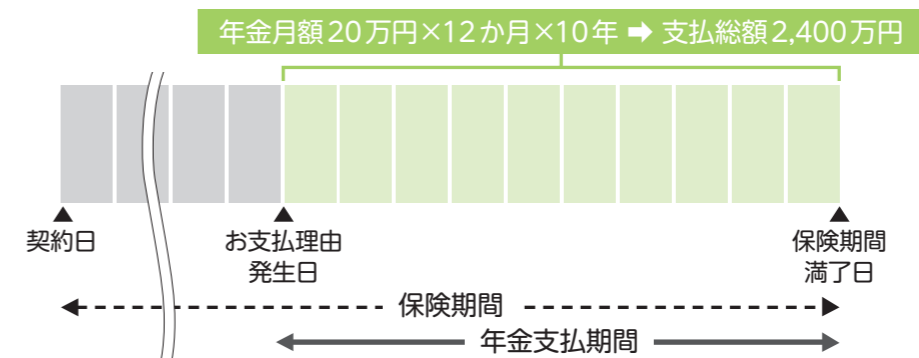 年金月額20万円×12か月×10年 ➡ 支払総額2,400万円
契約日
お支払理由
発生日
保険期間
満了日
保険期間
年金支払期間